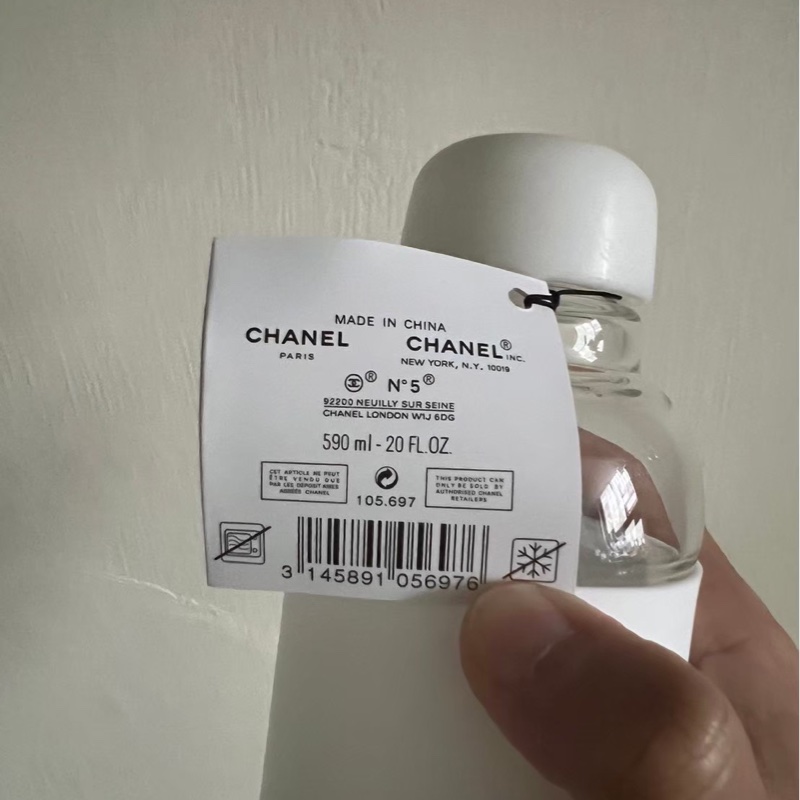 MADE IN CHINA
CHANEL
PARIS
CHANEL® INC.
NEW YORK, N.Y. 10019
® N°5®
92200 NEUILLY SUR SEINE
CHANEL LONDON W1J 6DG
590 ml - 20 FL.OZ.
CET ARTICLE NE PEUT
ÊTRE VENDU QUE
PAR LES DÉPOSITAIRES
AGRÉÉS CHANEL
105.697
THIS PRODUCT CAN
ONLY BE SOLD BY
AUTHORISED CHANEL
RETAILERS
3 145891 056976